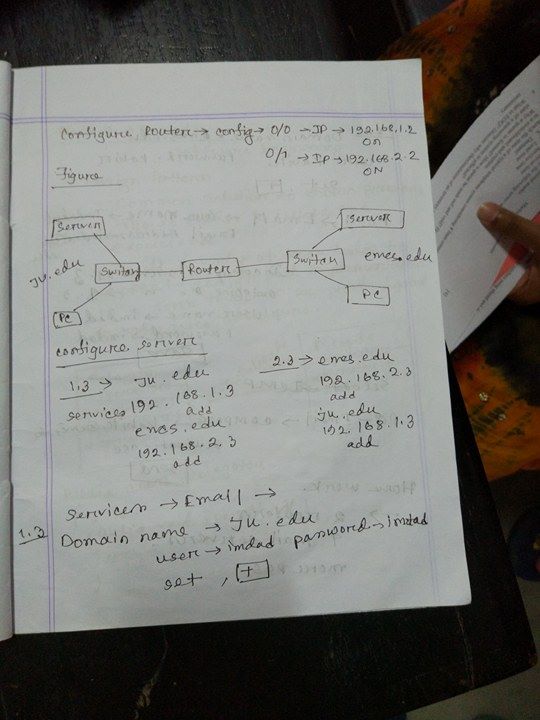 Configure Router → config → 0/0 → IP → 192.168.1.2
ON
0/1 → IP → 192.168.2.2
ON
Figure
Server
Server
Ju.edu
Switch
Router
Switch
emes.edu
PC
PC
configure server
1.3 → Ju.edu
services 192.168.1.3
add
emes.edu
192.168.2.3
add
2.3 → emes.edu
192.168.2.3
add
ju.edu
192.168.1.3
add
Services → Email →
1.3 Domain name → Ju.edu
user → imdad password → imdad
set, +